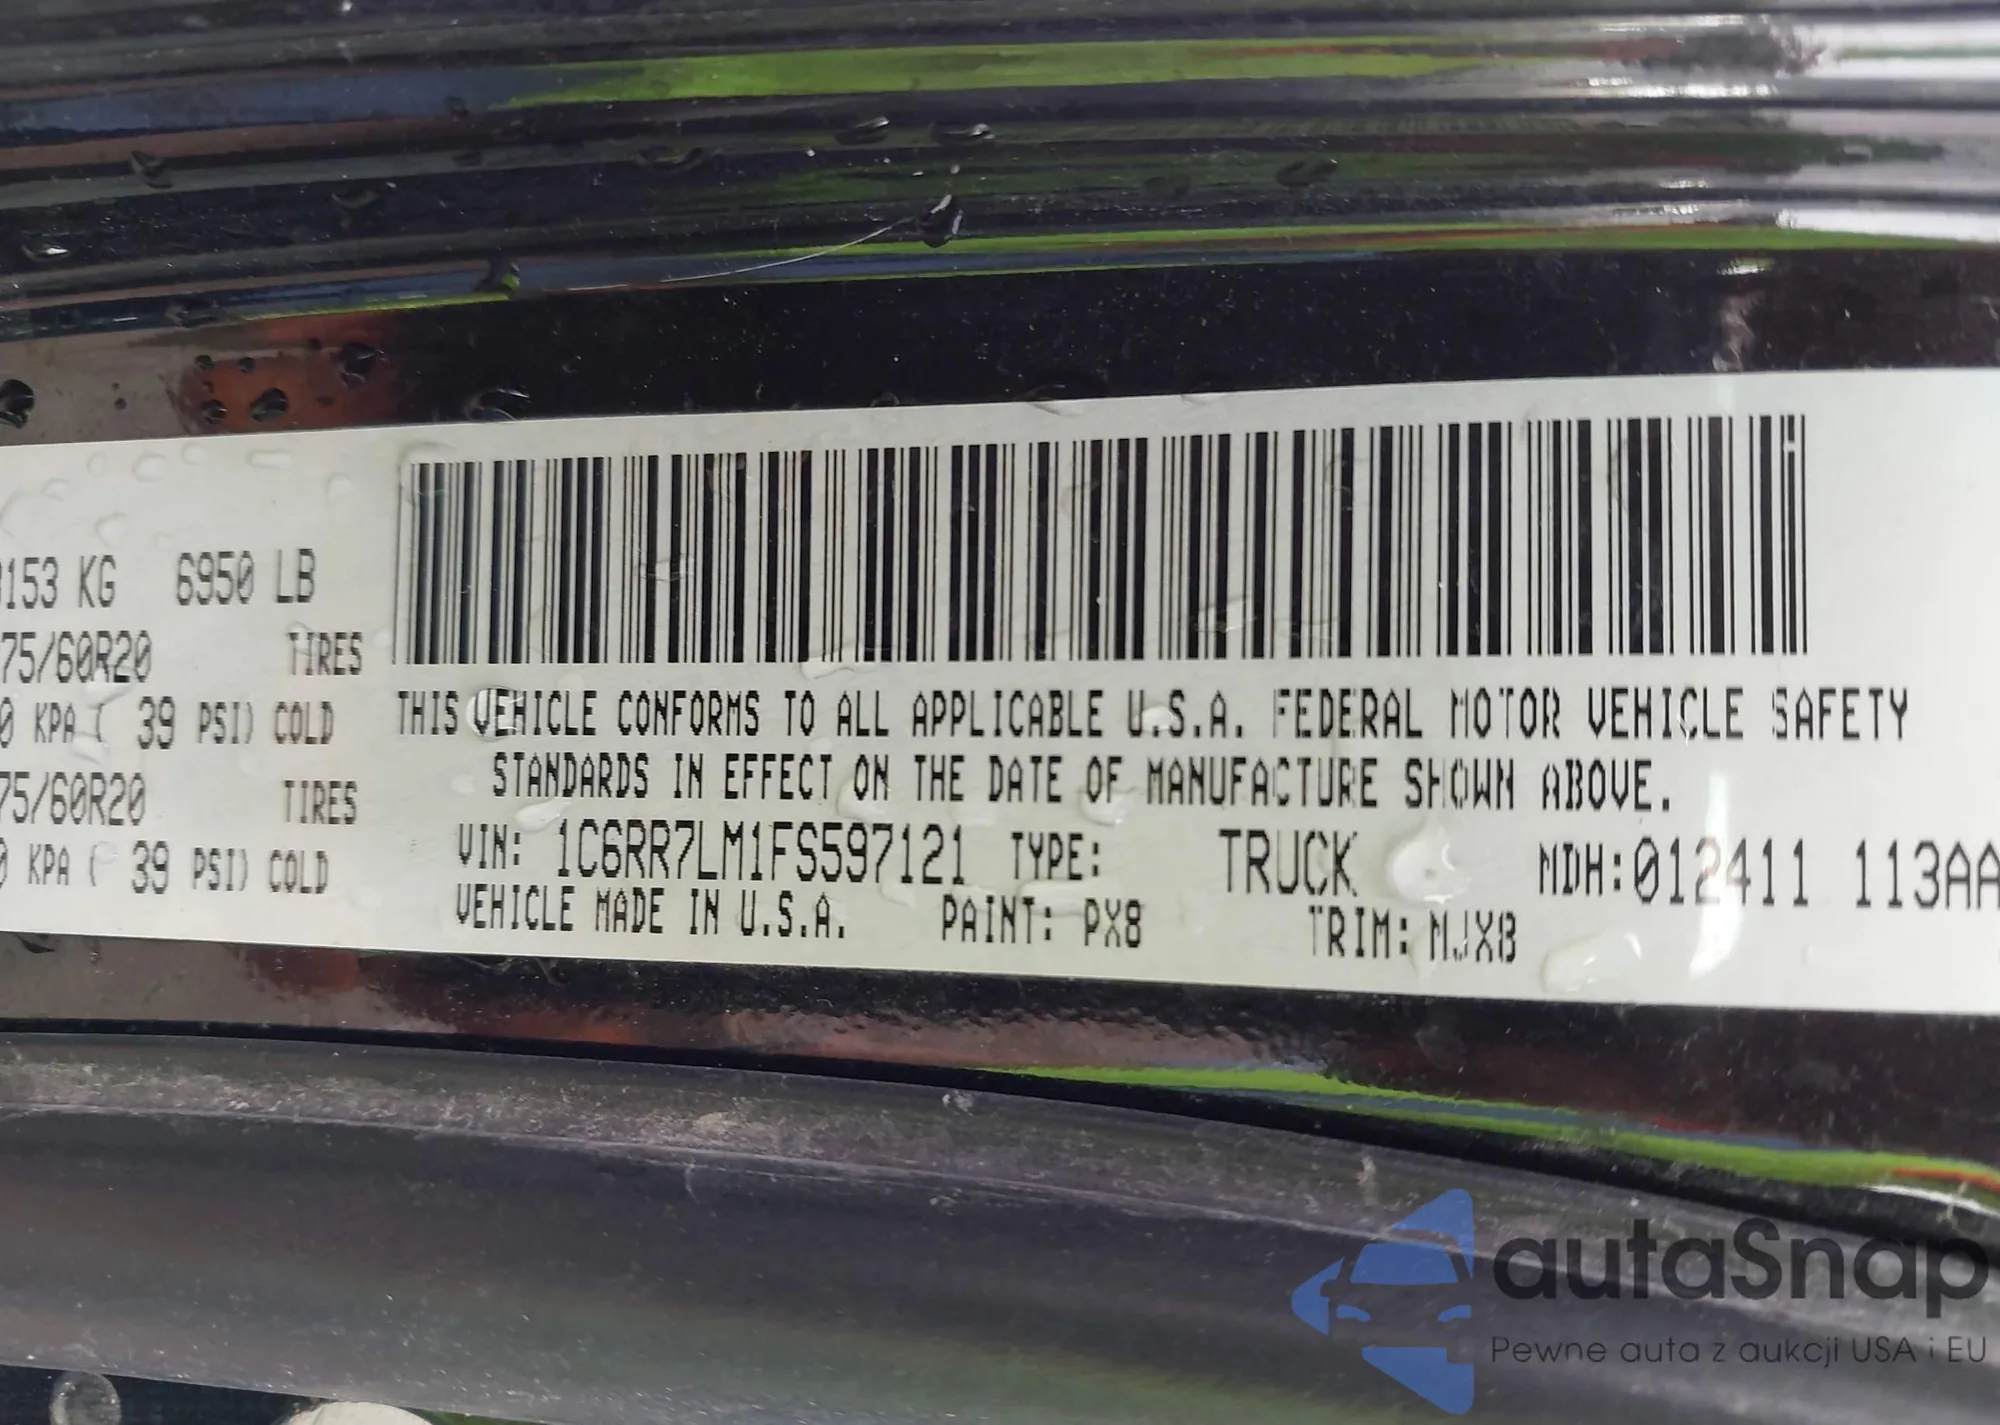 153 KG 6950 LB
75/60R20 TIRES
0 KPA ( 39 PSI) COLD
75/60R20 TIRES
0 KPA ( 39 PSI) COLD
THIS VEHICLE CONFORMS TO ALL APPLICABLE U.S.A. FEDERAL MOTOR VEHICLE SAFETY
STANDARDS IN EFFECT ON THE DATE OF MANUFACTURE SHOWN ABOVE.
VIN: 1C6RR7LM1FS597121 TYPE: TRUCK MDH:012411 113AA
VEHICLE MADE IN U.S.A. PAINT: PX8 TRIM: MJX8
autaSnap
Pewne auta z aukcji USA i EU